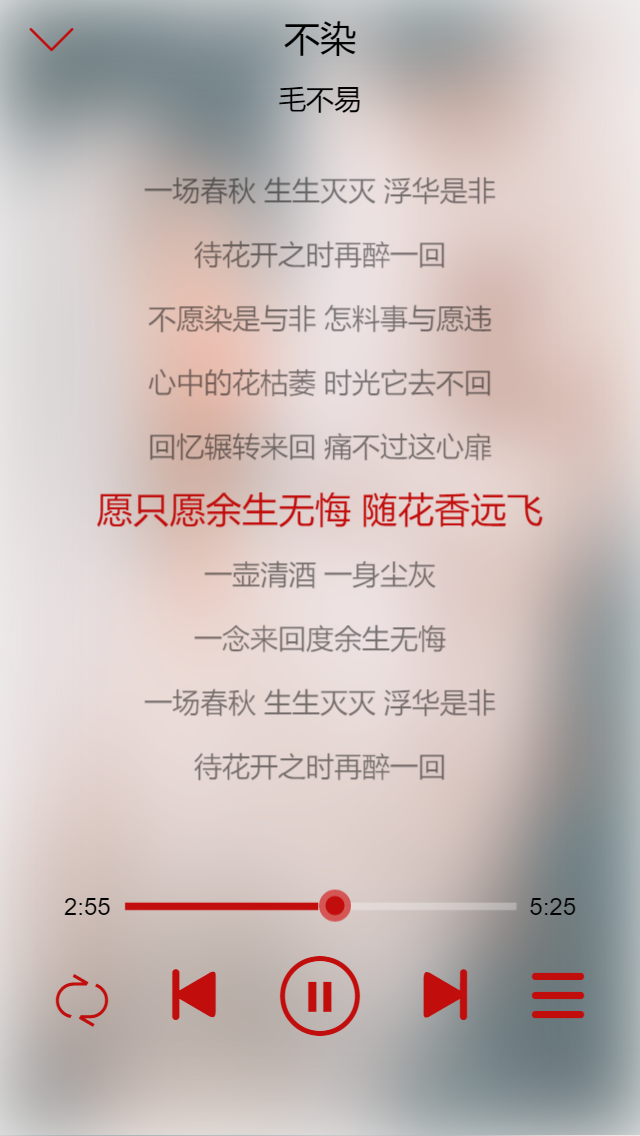 不染
毛不易
一场春秋 生生灭灭 浮华是非
待花开之时再醉一回
不愿染是与非 怎料事与愿违
心中的花枯萎 时光它去不回
回忆辗转来回 痛不过这心扉
愿只愿余生无悔 随花香远飞
一壶清酒 一身尘灰
一念来回度余生无悔
一场春秋 生生灭灭 浮华是非
待花开之时再醉一回
2:55 5:25